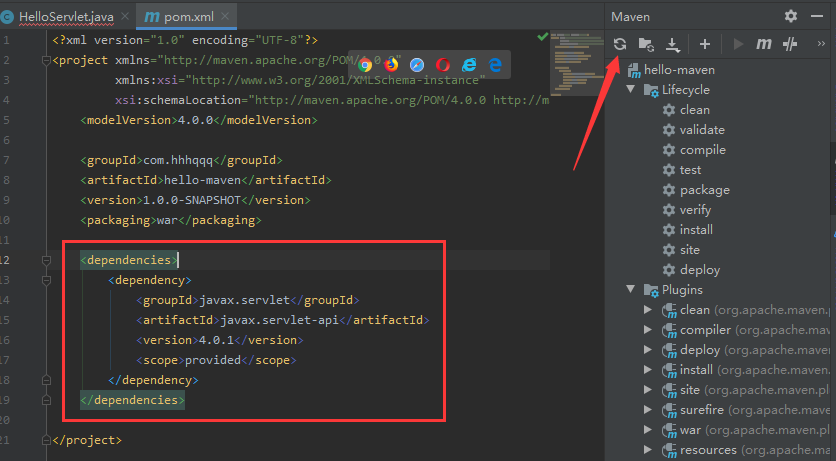 HelloServlet.java
pom.xml
Maven
1 <?xml version="1.0" encoding="UTF-8"?>
2 <project xmlns="http://maven.apache.org/POM/4.0.0"
3 xmlns:xsi="http://www.w3.org/2001/XMLSchema-instance"
4 xsi:schemaLocation="http://maven.apache.org/POM/4.0.0 http://m
5 <modelVersion>4.0.0</modelVersion>
6
7 <groupId>com.hhhqqq</groupId>
8 <artifactId>hello-maven</artifactId>
9 <version>1.0.0-SNAPSHOT</version>
10 <packaging>war</packaging>
11
12 <dependencies>
13 <dependency>
14 <groupId>javax.servlet</groupId>
15 <artifactId>javax.servlet-api</artifactId>
16 <version>4.0.1</version>
17 <scope>provided</scope>
18 </dependency>
19 </dependencies>
20
21 </project>
hello-maven
Lifecycle
clean
validate
compile
test
package
verify
install
site
deploy
Plugins
clean (org.apache.maven.p
compiler (org.apache.mave
deploy (org.apache.maven.
install (org.apache.maven.
site (org.apache.maven.pl
surefire (org.apache.mave
war (org.apache.maven.pl
resources (org.apache.ma